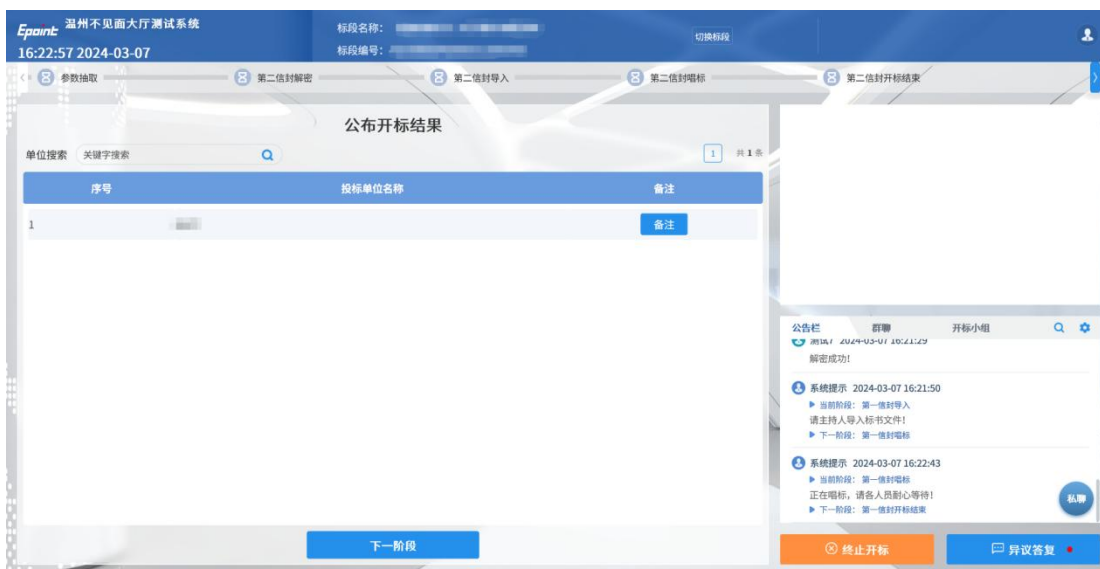 Epoint 温州不见面大厅测试系统
16:22:57 2024-03-07
标段名称：
标段编号：
切换标段
参数抽取
第二信封解密
第二信封导入
第二信封唱标
第二信封开标结束
公布开标结果
单位搜索 关键字搜索
1 共 1 条
序号 投标单位名称 备注
1 备注
下一阶段
公告栏 群聊 开标小组
测试7 2024-03-07 16:21:29
解密成功!
系统提示 2024-03-07 16:21:50
当前阶段：第一信封导入
请主持人导入标书文件!
下一阶段：第一信封唱标
系统提示 2024-03-07 16:22:43
当前阶段：第一信封唱标
正在唱标，请各人员耐心等待!
下一阶段：第一信封开标结束
私聊
终止开标
异议答复